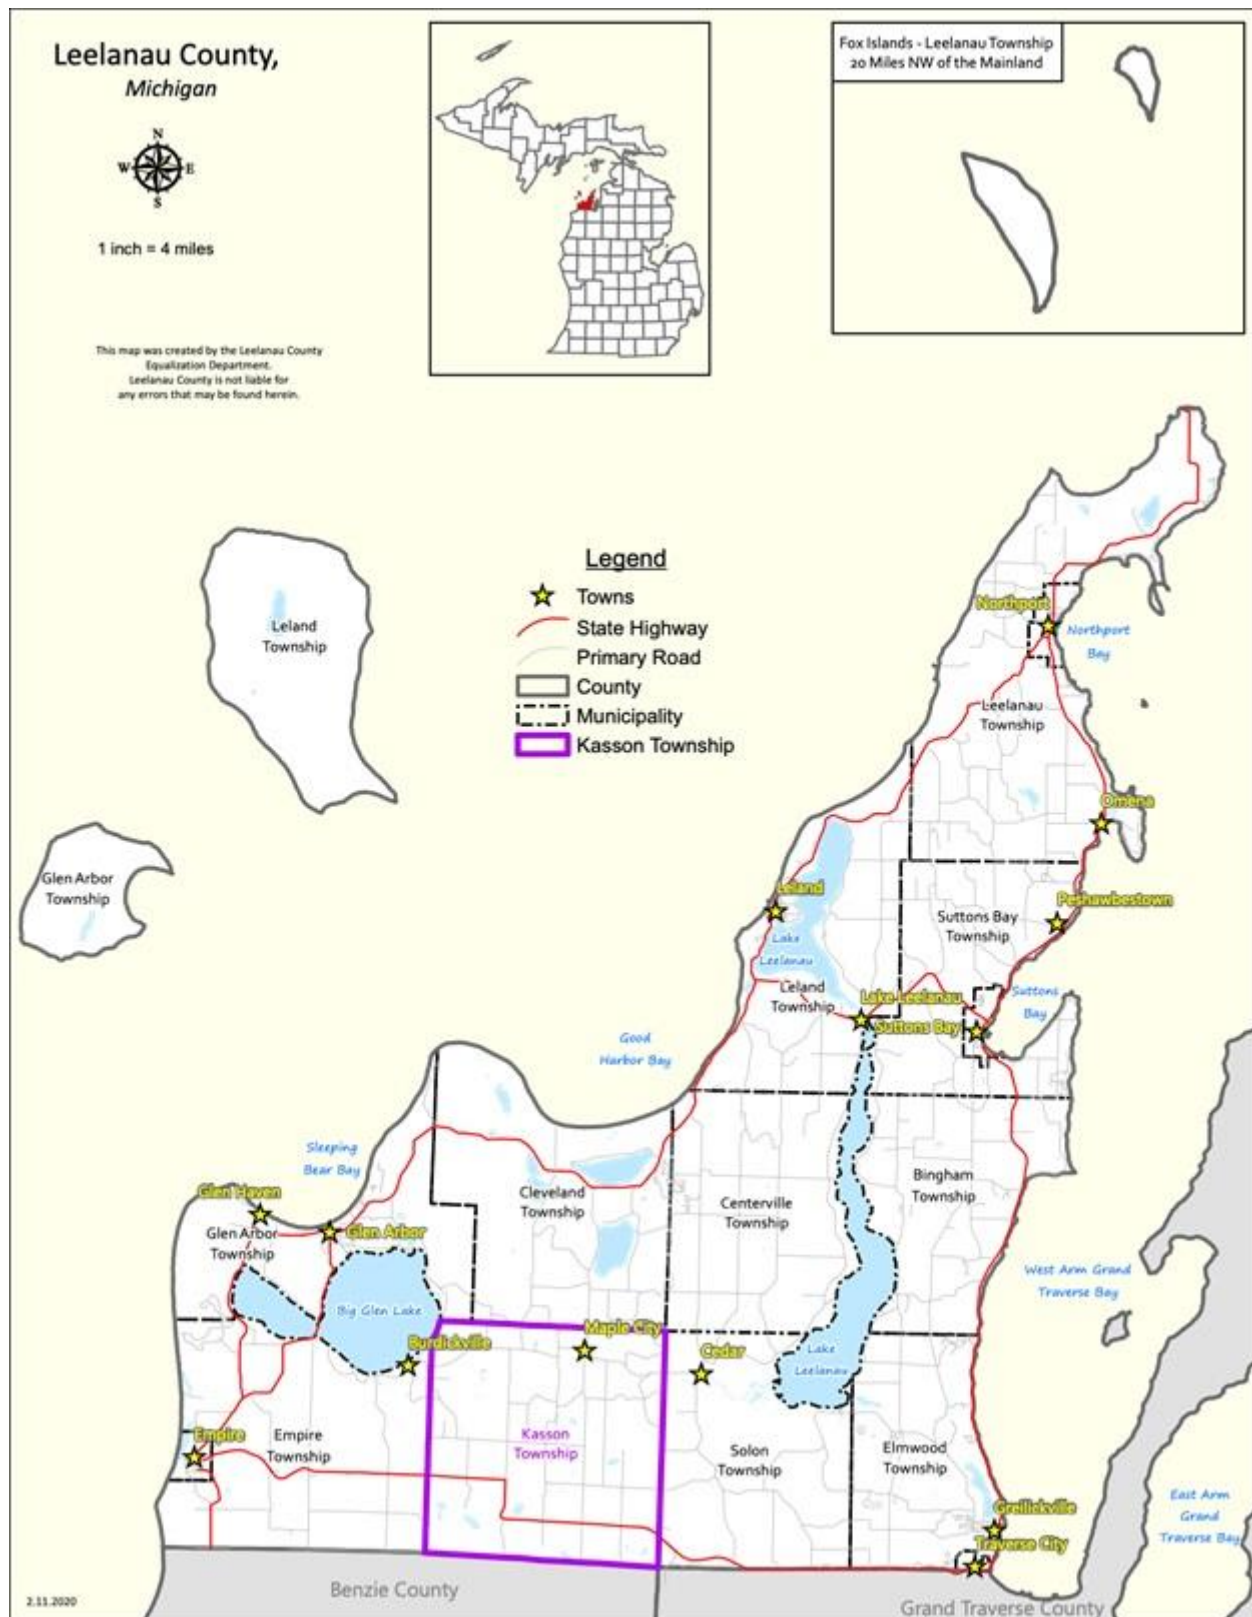 Leelanau County,
Michigan
N
W
E
S
1 inch = 4 miles
This map was created by the Leelanau County
Equalization Department.
Leelanau County is not liable for
any errors that may be found herein.
Fox Islands - Leelanau Township
20 Miles NW of the Mainland
Legend
Towns
State Highway
Primary Road
County
Municipality
Kasson Township
Leland
Township
Glen Arbor
Township
Northport
Northport
Bay
Leelanau
Township
Omena
Leland
Lake
Leelanau
Peshawbestown
Suttons Bay
Township
Leland
Township
Lake Leelanau
Suttons Bay
Suttons
Bay
Good
Harbor Bay
Sleeping
Bear Bay
Cleveland
Township
Centerville
Township
Bingham
Township
Glen Haven
Glen Arbor
Township
Glen Arbor
Big Glen Lake
West Arm Grand
Traverse Bay
Burdickville
Maple City
Cedar
Lake
Leelanau
Empire
Empire
Township
Kasson
Township
Solon
Township
Elmwood
Township
Greilickville
Traverse City
East Arm
Grand
Traverse Bay
Benzie County
Grand Traverse County
2.11.2020